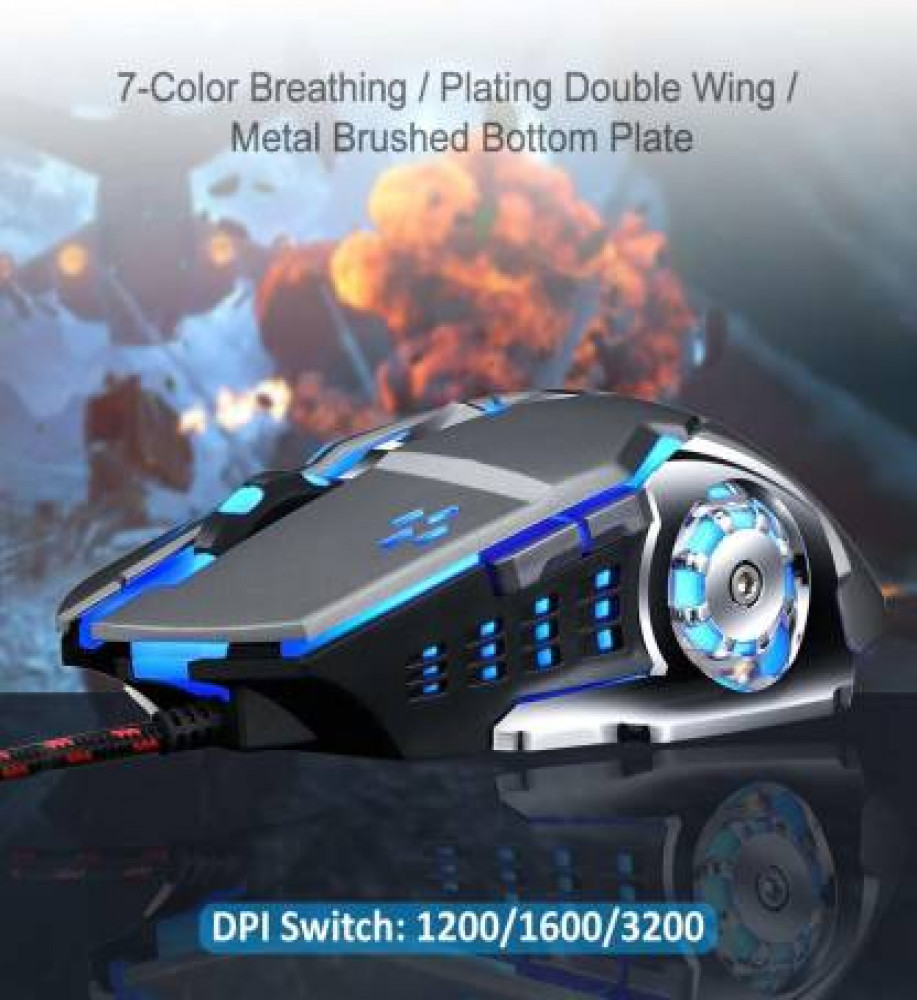 7-Color Breathing / Plating Double Wing /
Metal Brushed Bottom Plate
DPI Switch: 1200/1600/3200